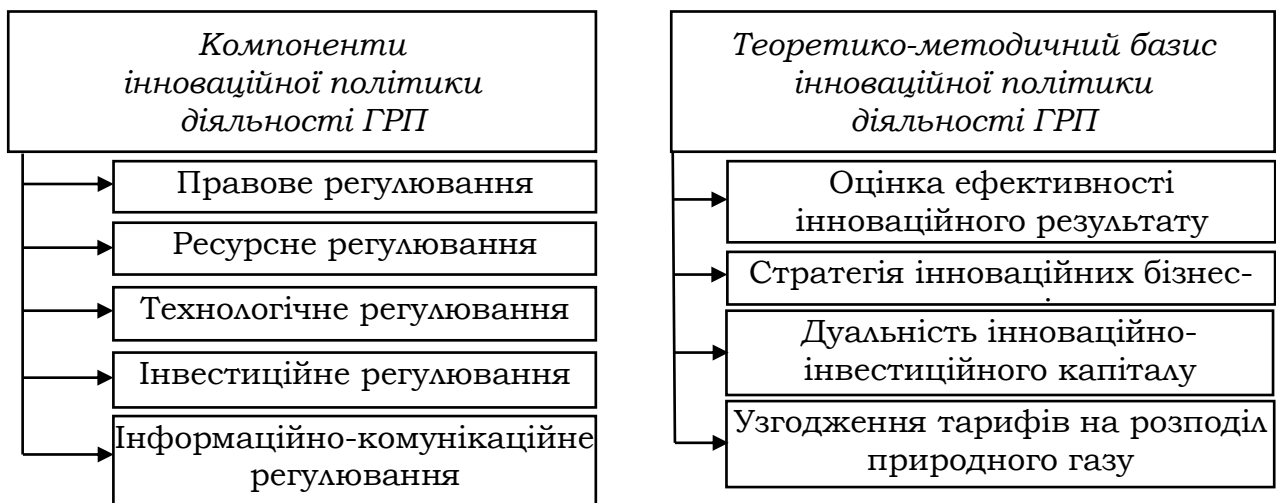 Компоненти
інноваційної політики
діяльності ГРП
Правове регулювання
Ресурсне регулювання
Технологічне регулювання
Інвестиційне регулювання
Інформаційно-комунікаційне
регулювання
Теоретико-методичний базис
інноваційної політики
діяльності ГРП
Оцінка ефективності
інноваційного результату
Стратегія інноваційних бізнес-
Дуальність інноваційно-
інвестиційного капіталу
Узгодження тарифів на розподіл
природного газу